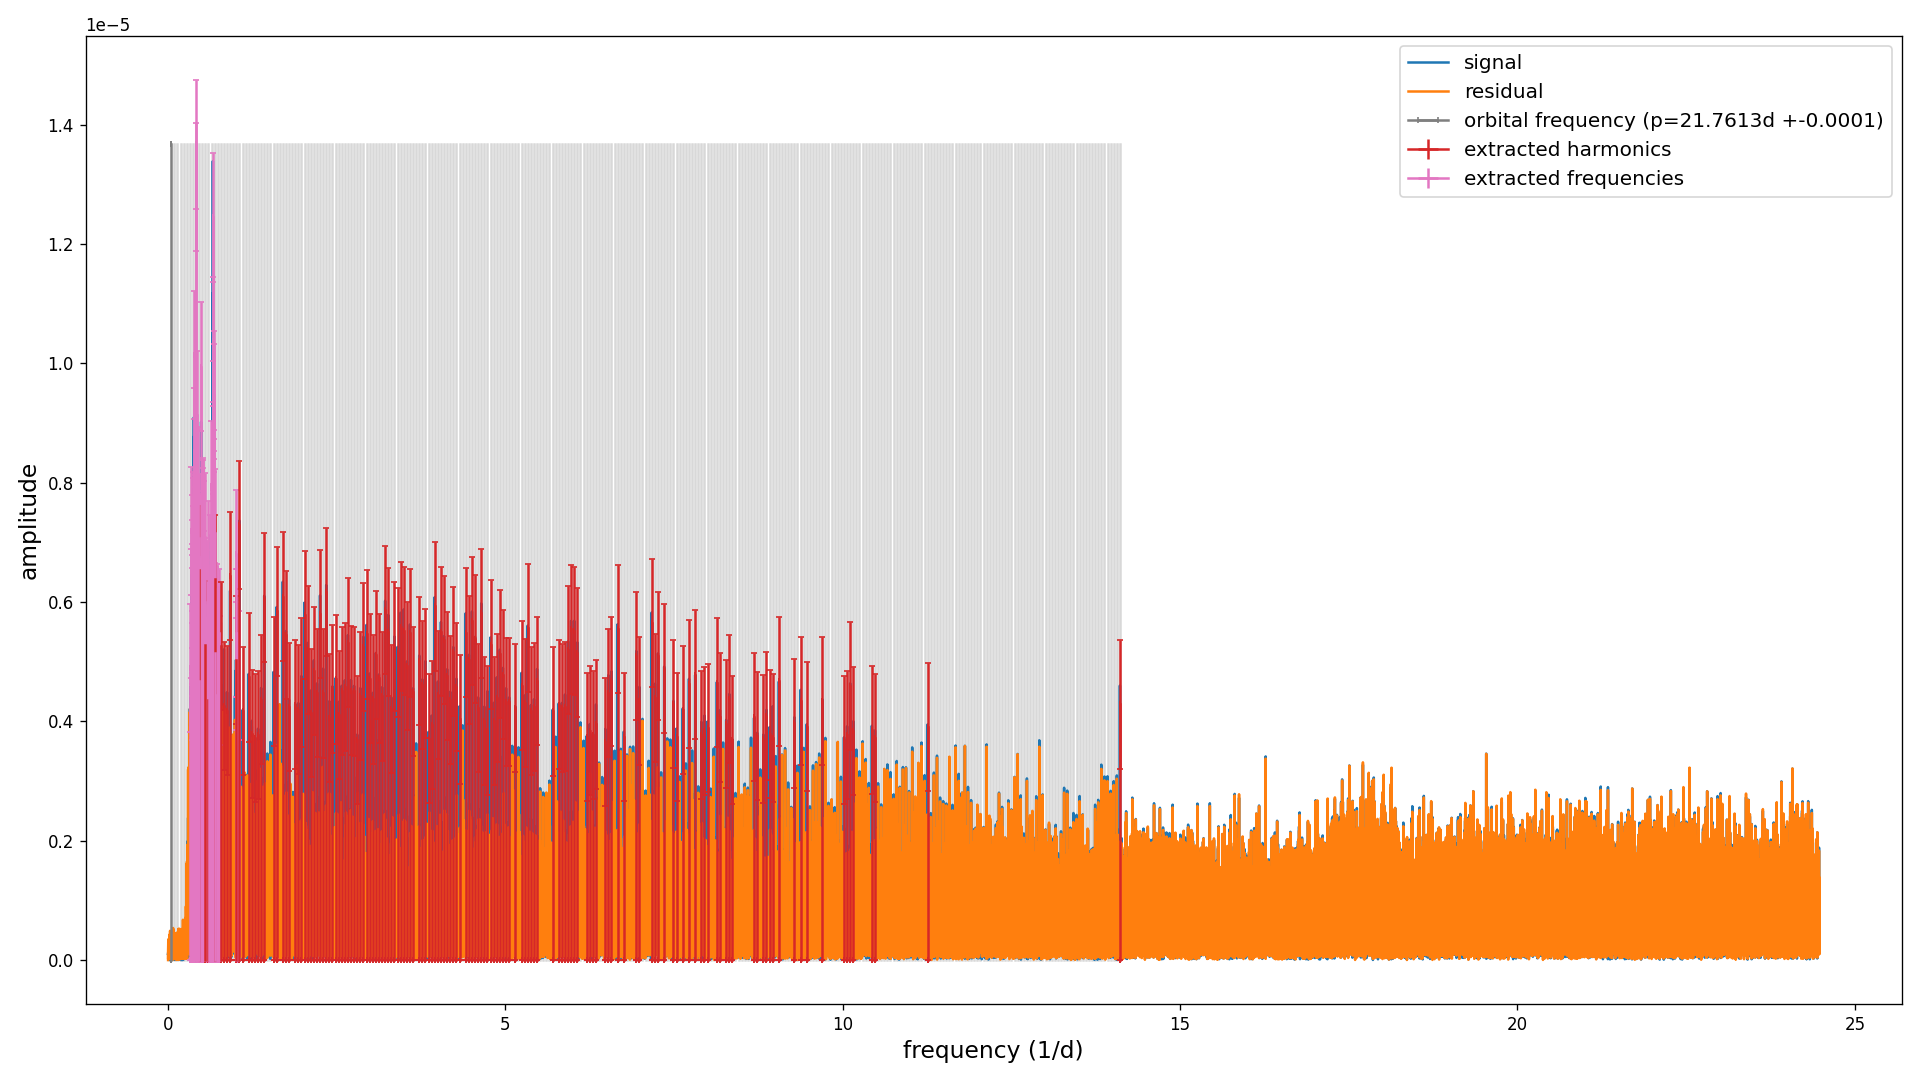 1e−5
signal
residual
orbital frequency (p=21.7613d +-0.0001)
extracted harmonics
extracted frequencies
1.4
1.2
1.0
0.8
0.6
0.4
0.2
0.0
amplitude
0 5 10 15 20 25
frequency (1/d)